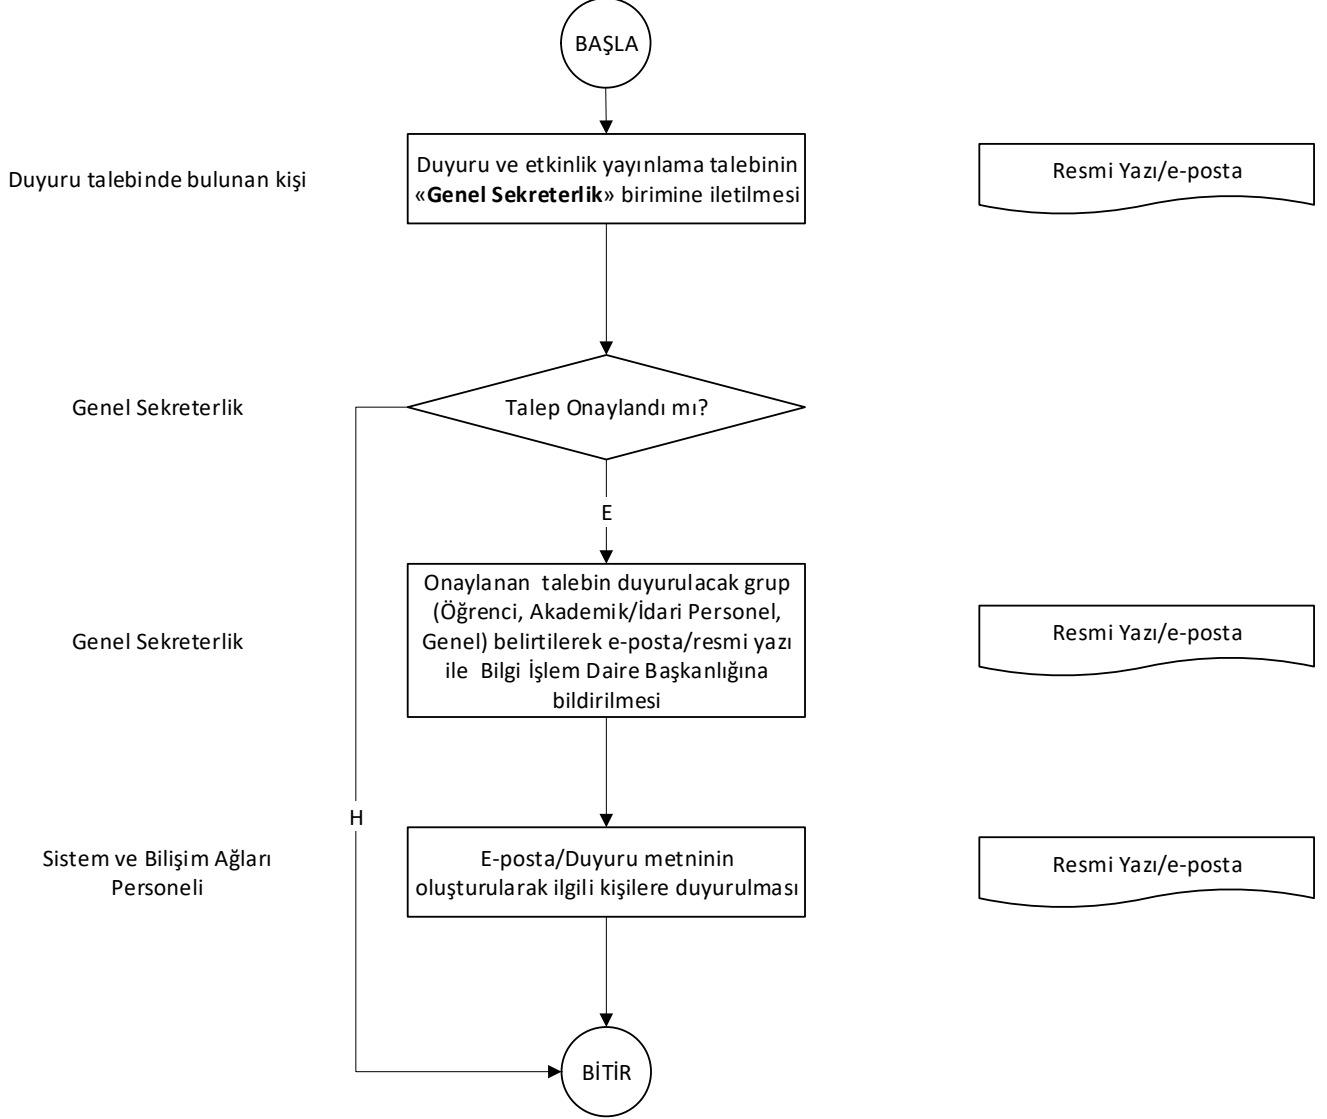 BAŞLA
Duyuru talebinde bulunan kişi
Duyuru ve etkinlik yayınlama talebinin
«Genel Sekreterlik» birimine iletilmesi
Resmi Yazı/e-posta
Genel Sekreterlik
Talep Onaylandı mı?
E
Genel Sekreterlik
Onaylanan talebin duyurulacak grup
(Öğrenci, Akademik/İdari Personel,
Genel) belirtilerek e-posta/resmi yazı
ile Bilgi İşlem Daire Başkanlığına
bildirilmesi
Resmi Yazı/e-posta
H
Sistem ve Bilişim Ağları
Personeli
E-posta/Duyuru metninin
oluşturularak ilgili kişilere duyurulması
Resmi Yazı/e-posta
BİTİR